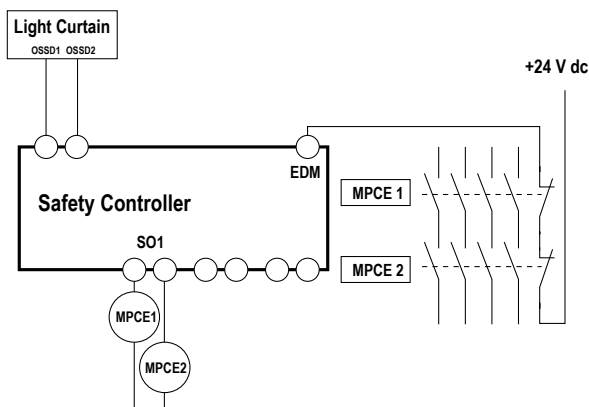 Light Curtain
OSSD1 OSSD2
+24 V dc
EDM
Safety Controller
MPCE 1
SO1
MPCE 2
MPCE1
MPCE2